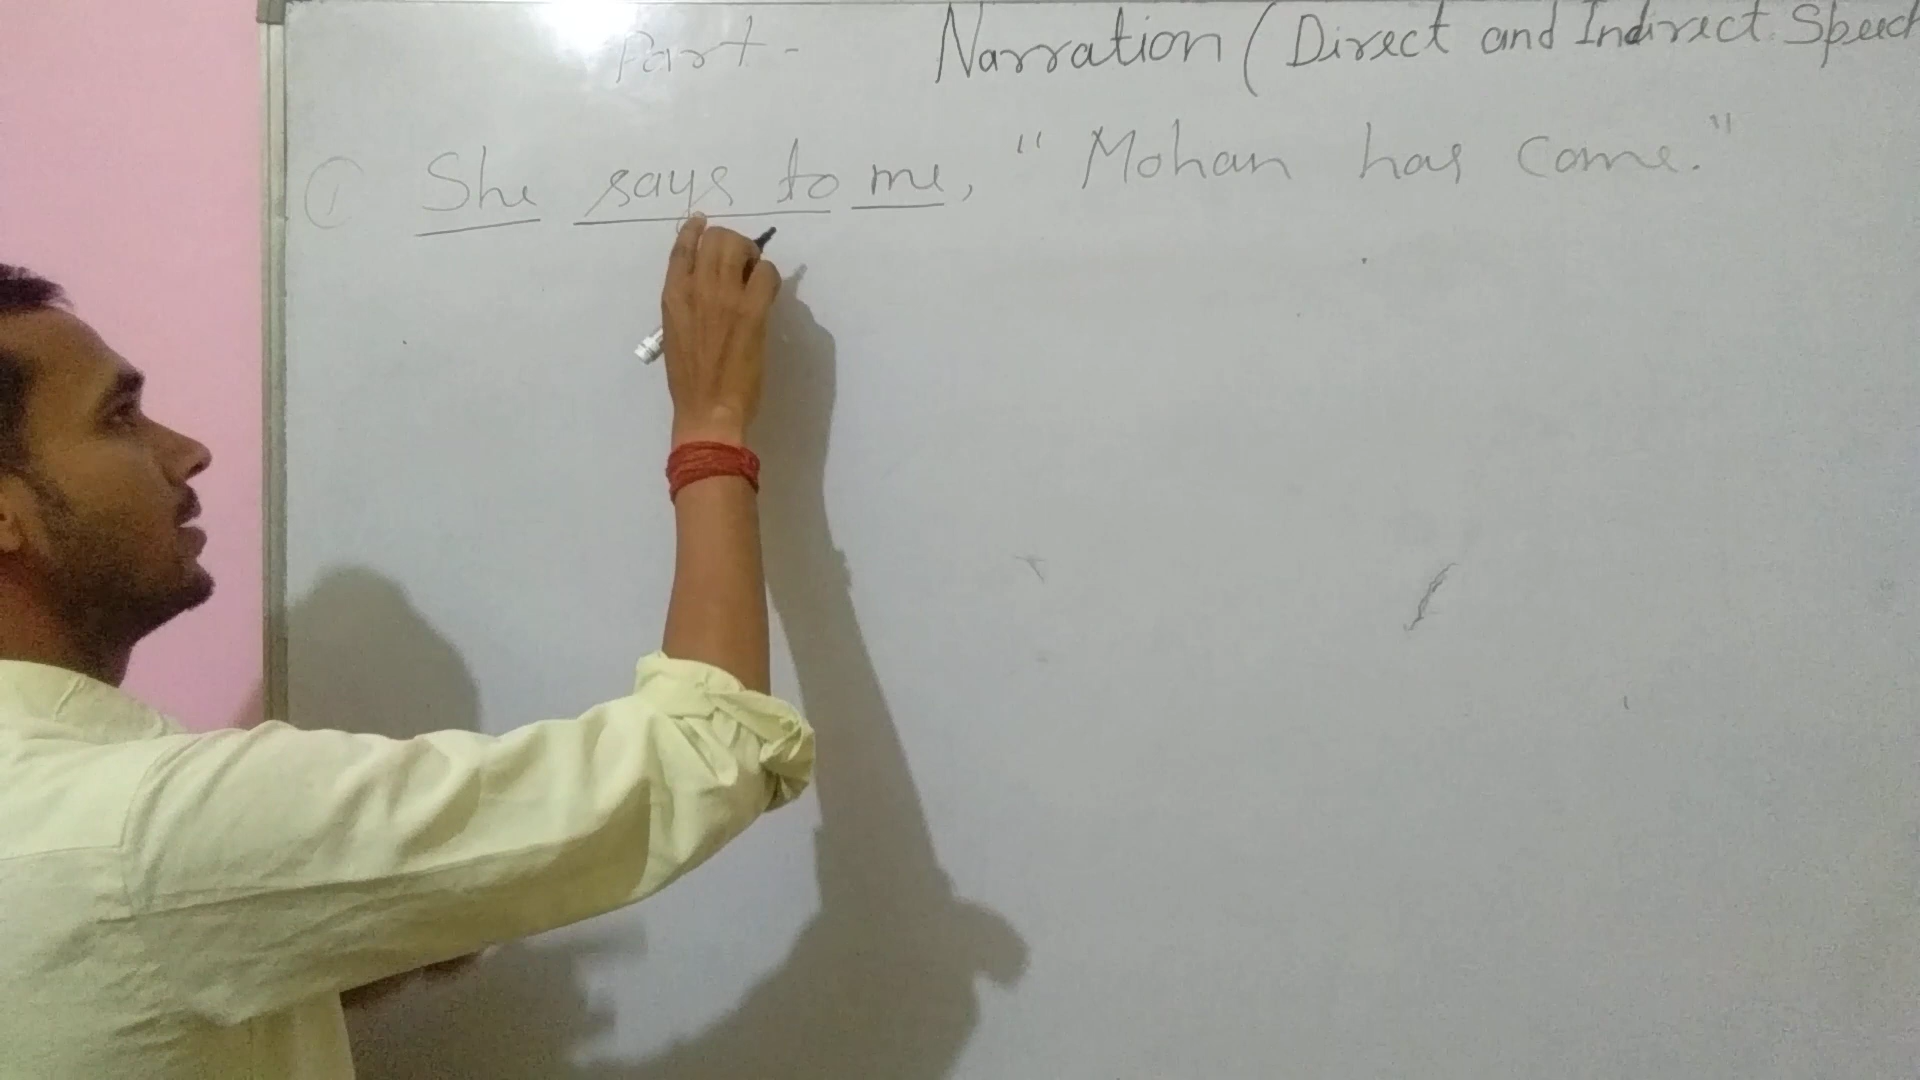 Part - Narration (Direct and Indirect Speech
① She says to me, "Mohan has come."